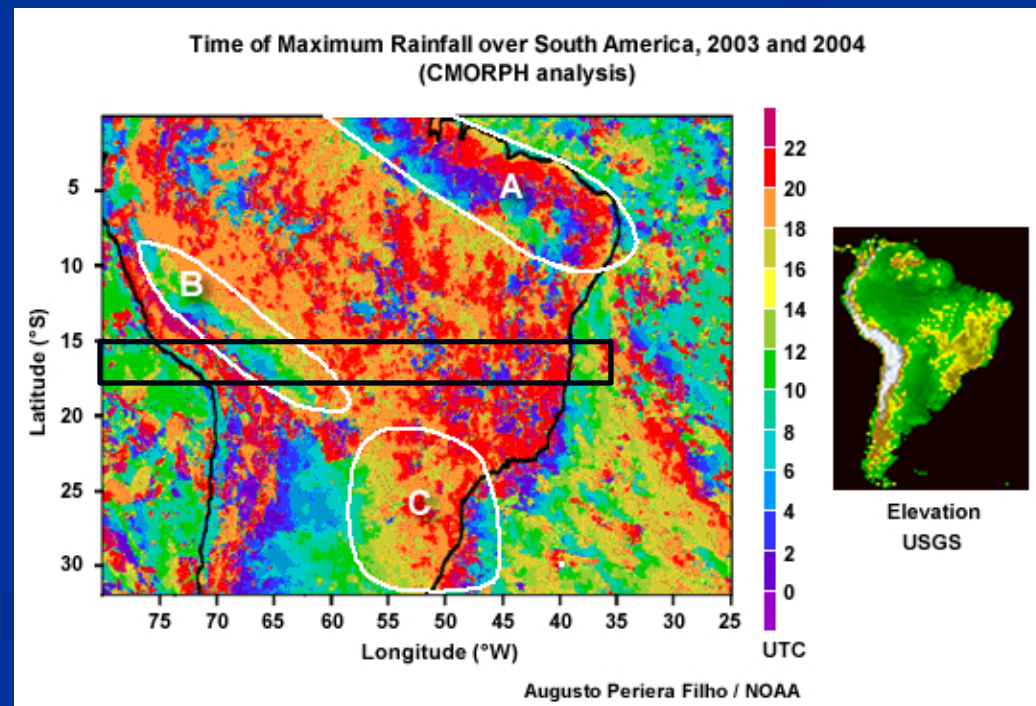 Time of Maximum Rainfall over South America, 2003 and 2004
(CMORPH analysis)
A
B
C
5
10
15
20
25
30
Latitude (°S)
75 70 65 60 55 50 45 40 35 30 25
Longitude (°W)
22
20
18
16
14
12
10
8
6
4
2
0
UTC
Elevation
USGS
Augusto Periera Filho / NOAA